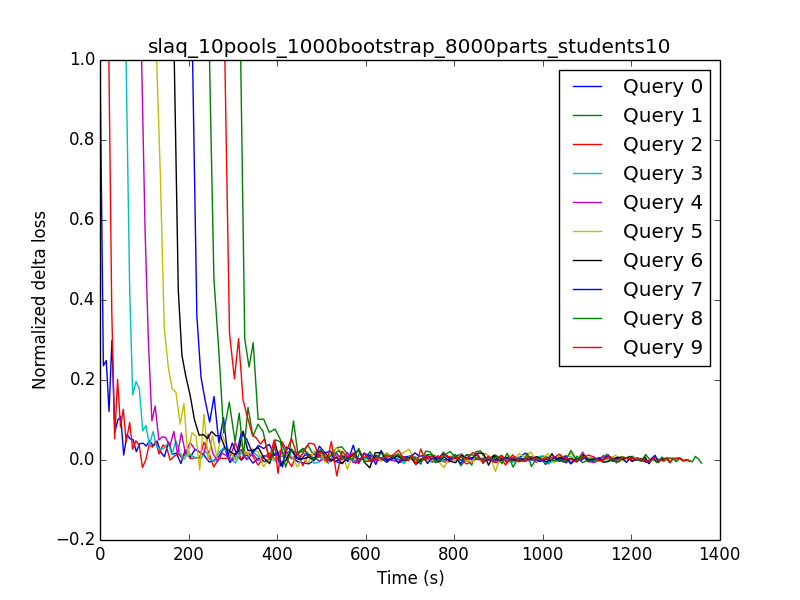 slaq_10pools_1000bootstrap_8000parts_students10
Normalized delta loss
1.0
0.8
0.6
0.4
0.2
0.0
−0.2
Query 0
Query 1
Query 2
Query 3
Query 4
Query 5
Query 6
Query 7
Query 8
Query 9
0 200 400 600 800 1000 1200 1400
Time (s)